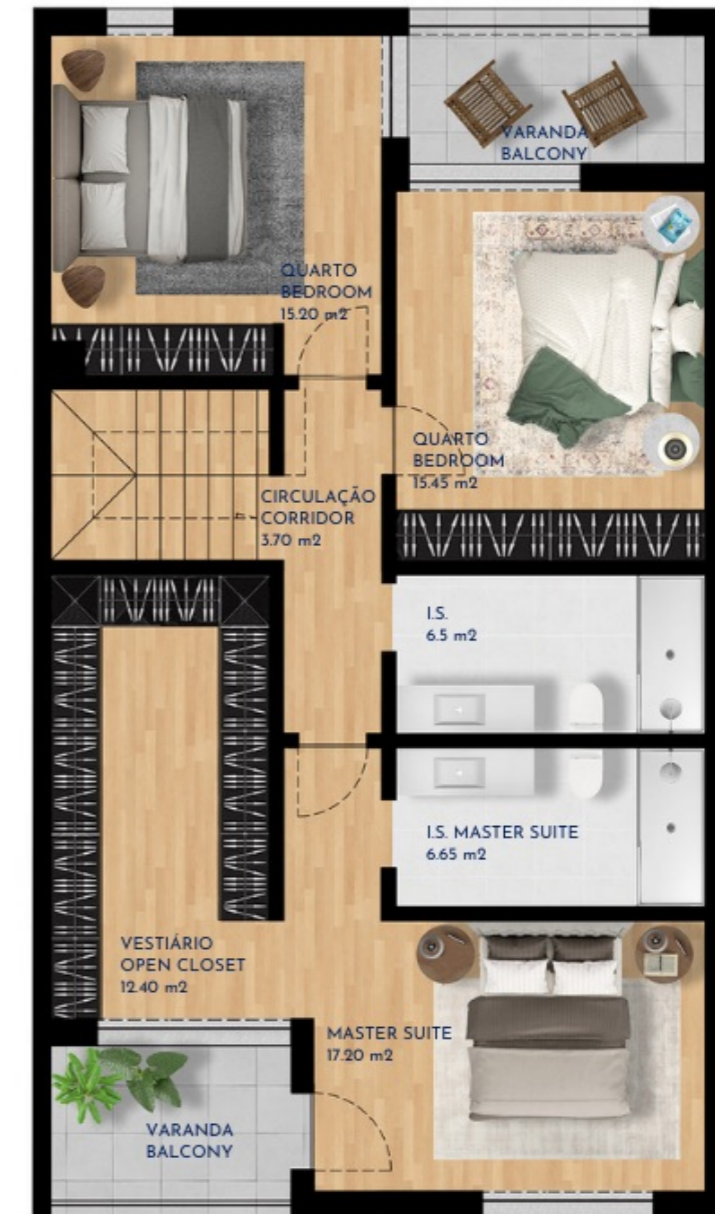 VARANDA
BALCONY
QUARTO
BEDROOM
15.20 m2
QUARTO
BEDROOM
15.45 m2
CIRCULAÇÃO
CORRIDOR
3.70 m2
I.S.
6.5 m2
I.S. MASTER SUITE
6.65 m2
VESTIÁRIO
OPEN CLOSET
12.40 m2
MASTER SUITE
17.20 m2
VARANDA
BALCONY